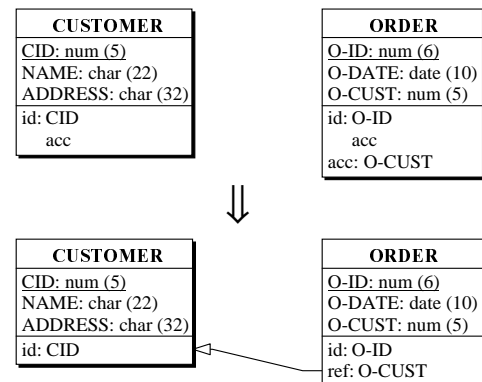 CUSTOMER
CID: num (5)
NAME: char (22)
ADDRESS: char (32)
id: CID
acc
ORDER
O-ID: num (6)
O-DATE: date (10)
O-CUST: num (5)
id: O-ID
acc
acc: O-CUST
⇓
CUSTOMER
CID: num (5)
NAME: char (22)
ADDRESS: char (32)
id: CID
ORDER
O-ID: num (6)
O-DATE: date (10)
O-CUST: num (5)
id: O-ID
ref: O-CUST